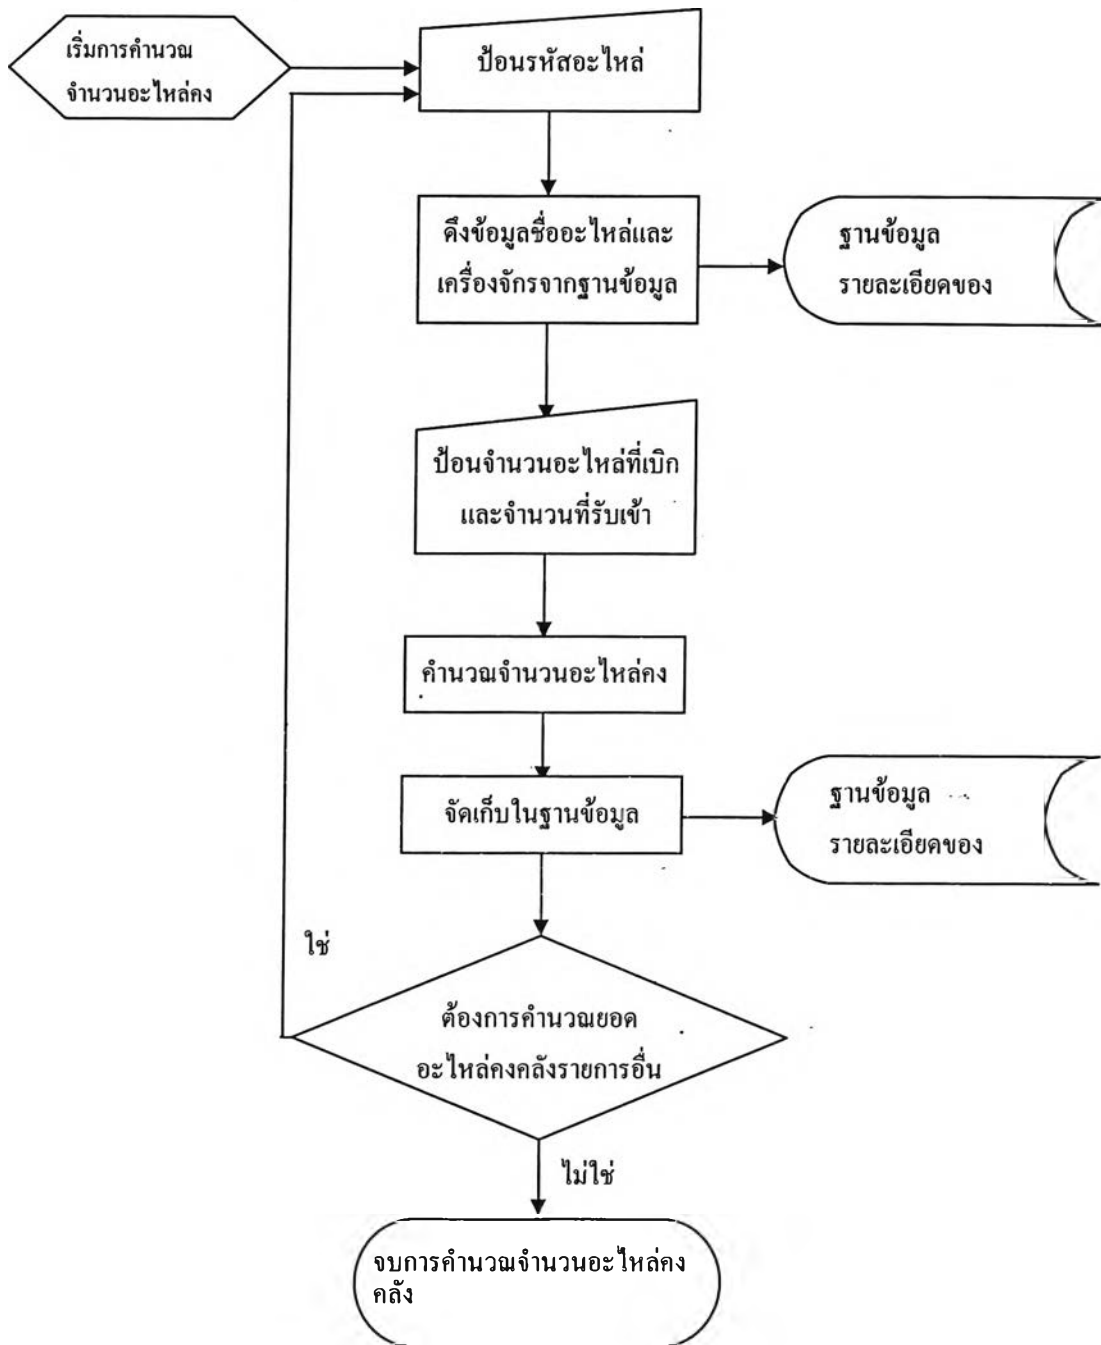 เริ่มการคำนวณ
จำนวนอะไหล่คง
ป้อนรหัสอะไหล่
ดึงข้อมูลชื่ออะไหล่และ
เครื่องจักรจากฐานข้อมูล
ฐานข้อมูล
รายละเอียดของ
ป้อนจำนวนอะไหล่ที่เบิก
และจำนวนที่รับเข้า
คำนวณจำนวนอะไหล่คง
จัดเก็บในฐานข้อมูล
ฐานข้อมูล
รายละเอียดของ
ใช่
ต้องการคำนวณยอด
อะไหล่คงคลังรายการอื่น
ไม่ใช่
จบการคำนวณจำนวนอะไหล่คง
คลัง